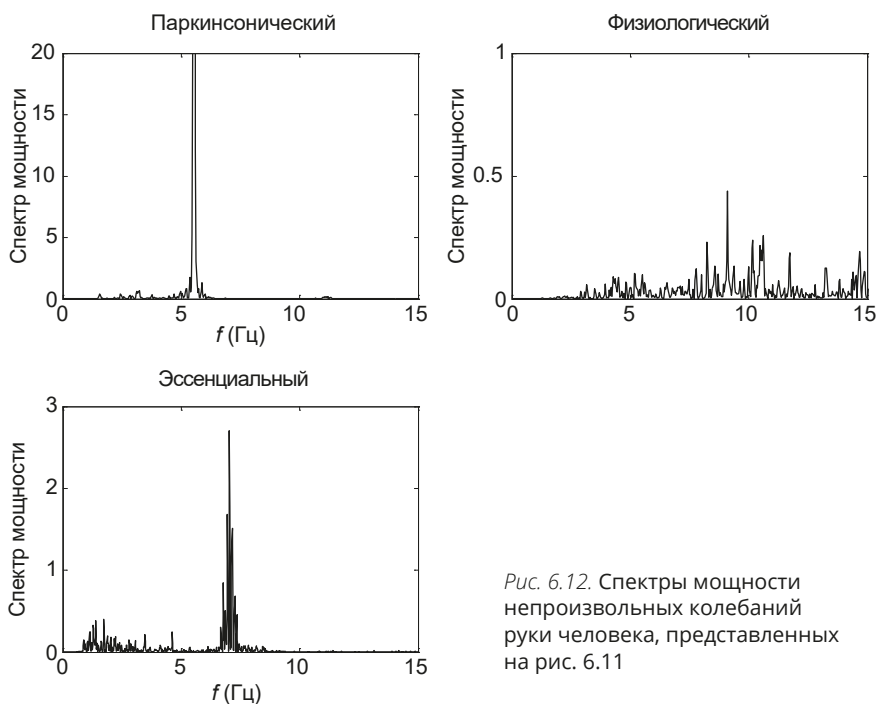 Паркинсонический
Физиологический
20
15
10
5
0
Спектр мощности
0
5
10
15
f (Гц)
1
0.5
0
Спектр мощности
0
5
10
15
Эссенциальный
3
2
1
0
Спектр мощности
0
5
10
15
f (Гц)
Рис. 6.12. Спектры мощности
непроизвольных колебаний
руки человека, представленных
на рис. 6.11